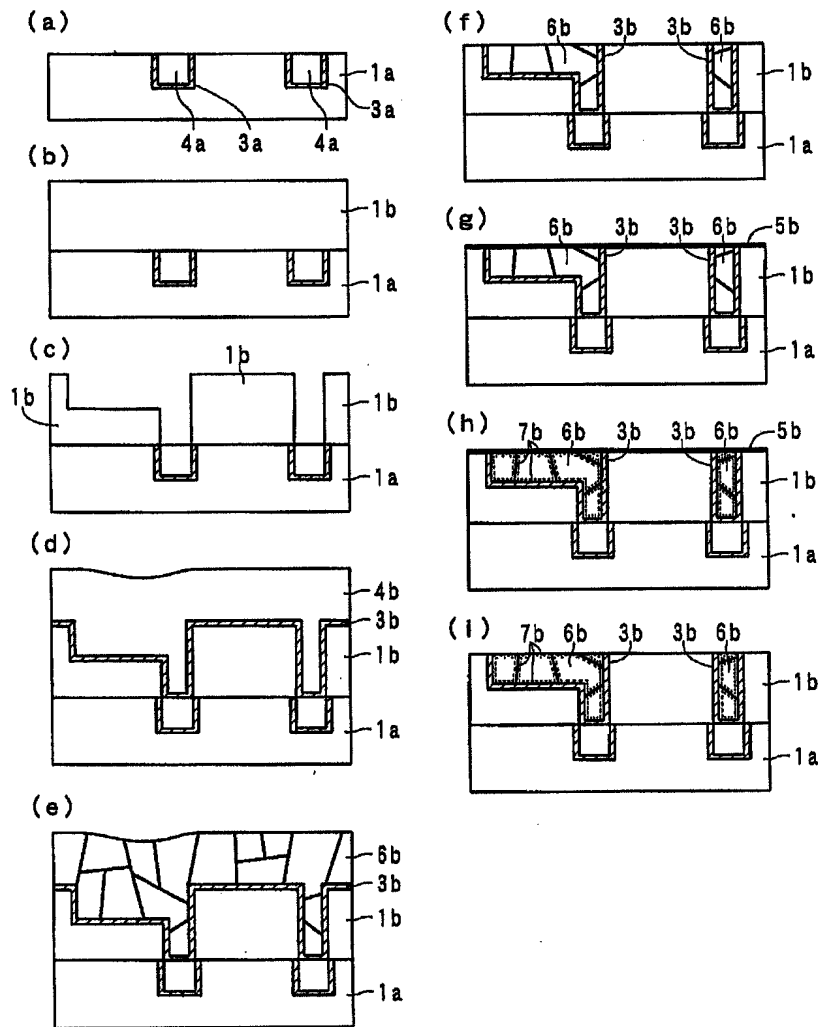 (a)
1a
3a
4a 3a 4a
(b)
1b
1a
(c)
1b
1b
1b
1a
(d)
4b
3b
1b
1a
(e)
6b
3b
1b
1a
(f)
6b 3b 3b 6b
1b
1a
(g)
6b 3b 3b 6b 5b
1b
1a
(h)
7b 6b 3b 3b 6b 5b
1b
1a
(i)
7b 6b 3b 3b 6b
1b
1a